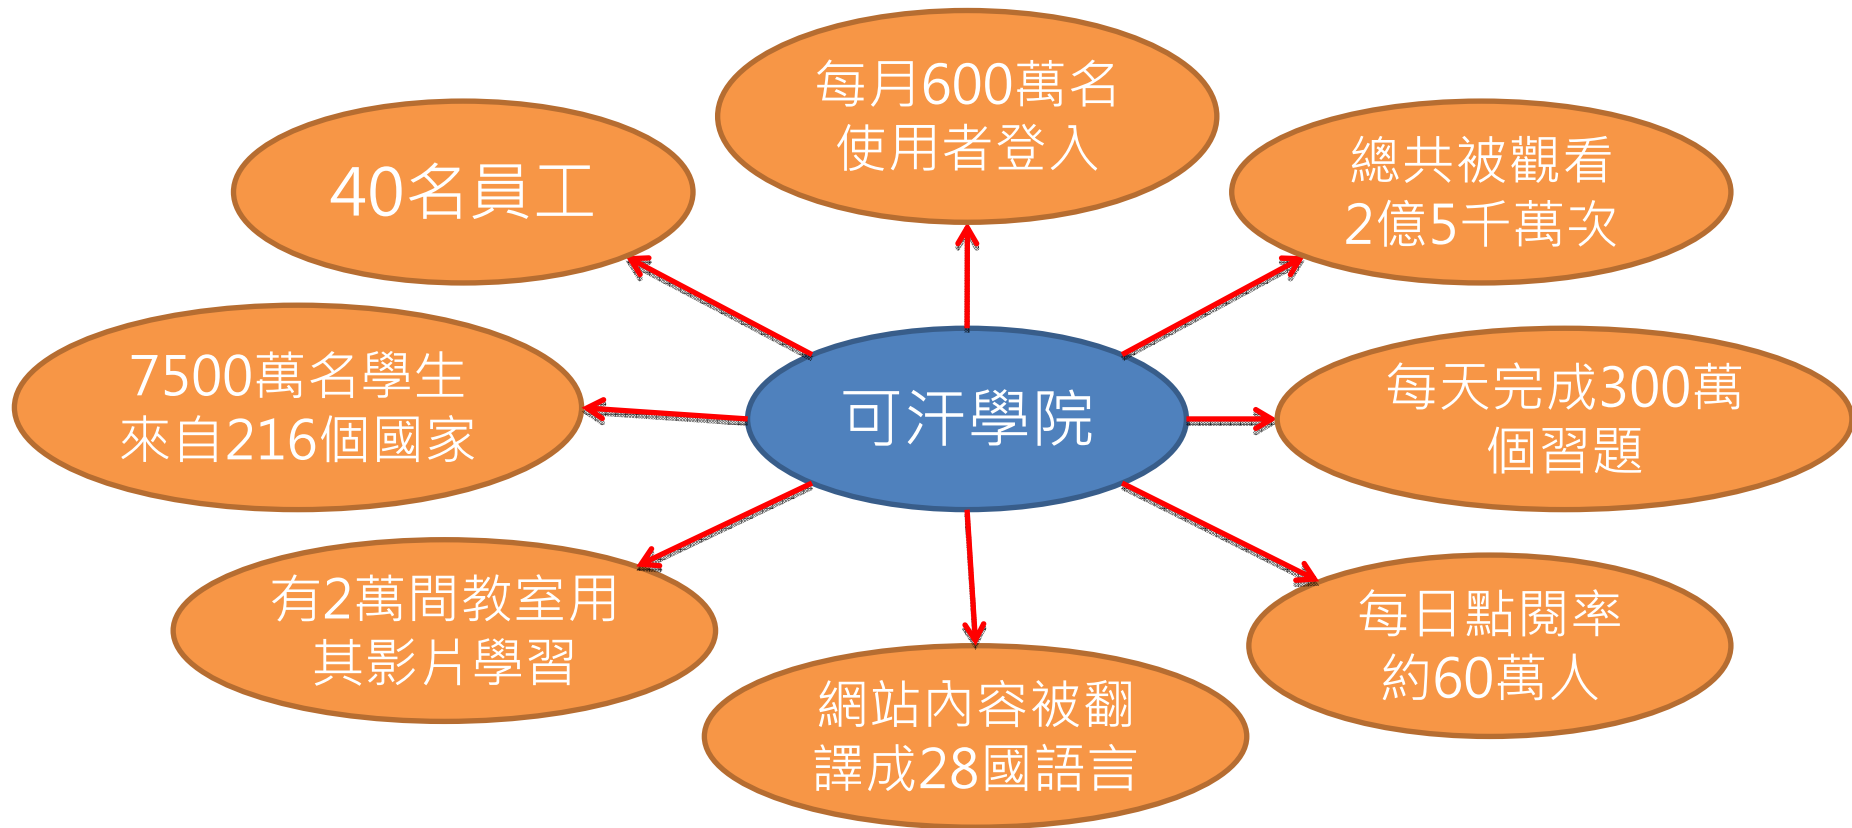 每月600萬名
使用者登入
40名員工
總共被觀看
2億5千萬次
7500萬名學生
來自216個國家
可汗學院
每天完成300萬
個習題
有2萬間教室用
其影片學習
每日點閱率
約60萬人
網站內容被翻
譯成28國語言